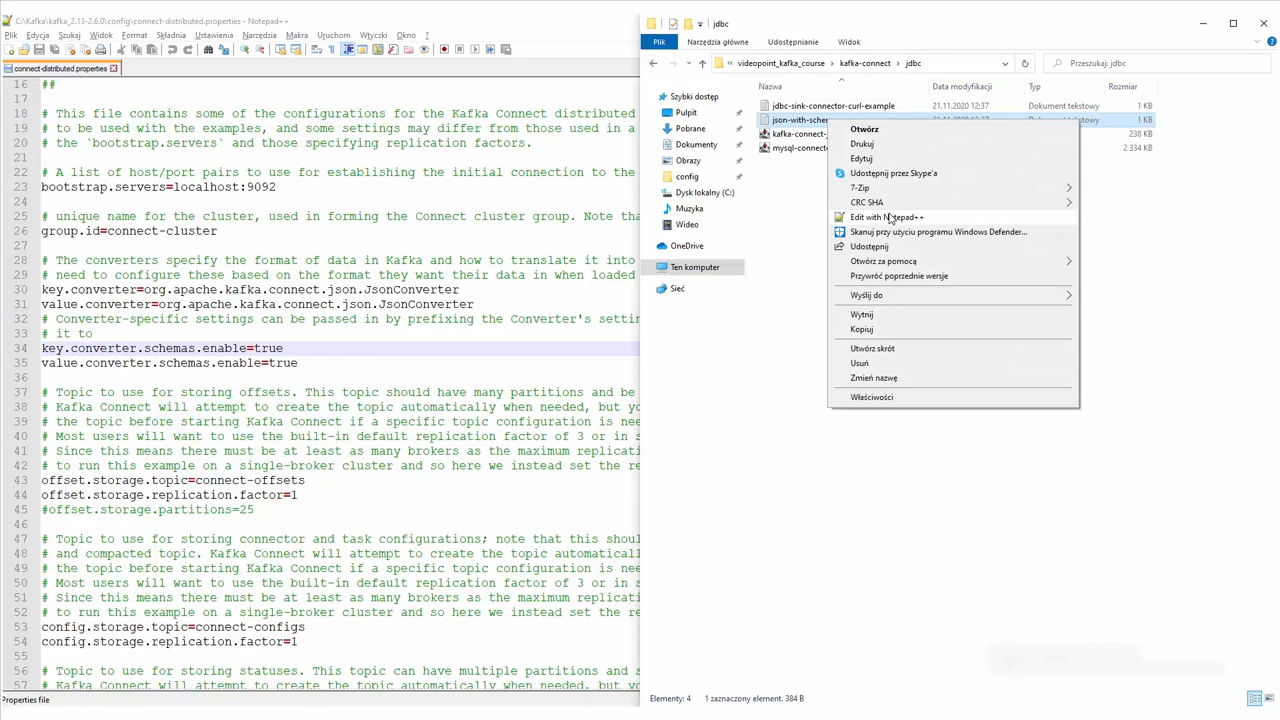 C:\Kafka\kafka_2.13-2.6.0\config\connect-distributed.properties - Notepad++
Plik Edycja Szukaj Widok Format Składnia Ustawienia Narzędzia Makra Uruchom Wtyczki Okno ?
connect-distributed.properties
16 ##
17
18 # This file contains some of the configurations for the Kafka Connect distributed
19 # to be used with the examples, and some settings may differ from those used in a
20 # the `bootstrap.servers` and those specifying replication factors.
21
22 # A list of host/port pairs to use for establishing the initial connection to the
23 bootstrap.servers=localhost:9092
24
25 # unique name for the cluster, used in forming the Connect cluster group. Note tha
26 group.id=connect-cluster
27
28 # The converters specify the format of data in Kafka and how to translate it into
29 # need to configure these based on the format they want their data in when loaded
30 key.converter=org.apache.kafka.connect.json.JsonConverter
31 value.converter=org.apache.kafka.connect.json.JsonConverter
32 # Converter-specific settings can be passed in by prefixing the Converter's settin
33 # it to
34 key.converter.schemas.enable=true
35 value.converter.schemas.enable=true
36
37 # Topic to use for storing offsets. This topic should have many partitions and be
38 # Kafka Connect will attempt to create the topic automatically when needed, but yo
39 # the topic before starting Kafka Connect if a specific topic configuration is nee
40 # Most users will want to use the built-in default replication factor of 3 or in s
41 # Since this means there must be at least as many brokers as the maximum replicati
42 # to run this example on a single-broker cluster and so here we instead set the re
43 offset.storage.topic=connect-offsets
44 offset.storage.replication.factor=1
45 #offset.storage.partitions=25
46
47 # Topic to use for storing connector and task configurations; note that this shoul
48 # and compacted topic. Kafka Connect will attempt to create the topic automaticall
49 # the topic before starting Kafka Connect if a specific topic configuration is nee
50 # Most users will want to use the built-in default replication factor of 3 or in s
51 # Since this means there must be at least as many brokers as the maximum replicati
52 # to run this example on a single-broker cluster and so here we instead set the re
53 config.storage.topic=connect-configs
54 config.storage.replication.factor=1
55
56 # Topic to use for storing statuses. This topic can have multiple partitions and s
57 # Kafka Connect will attempt to create the topic automatically when needed, but yo
Properties file
jdbc
Plik Narzędzia główne Udostępnianie Widok
« videopoint_kafka_course › kafka-connect › jdbc
Przeszukaj: jdbc
Nazwa Data modyfikacji Typ Rozmiar
jdbc-sink-connector-curl-example 21.11.2020 12:37 Dokument tekstowy 1 KB
json-with-schem 21.11.2020 12:37 Dokument tekstowy 1 KB
kafka-connect-j 238 KB
mysql-connecto 2 334 KB
Szybki dostęp
Pulpit
Pobrane
Dokumenty
Obrazy
config
Dysk lokalny (C:)
Muzyka
Wideo
OneDrive
Ten komputer
Sieć
Otwórz
Drukuj
Edytuj
Udostępnij przez Skype'a
7-Zip
CRC SHA
Edit with Notepad++
Skanuj przy użyciu programu Windows Defender...
Udostępnij
Otwórz za pomocą
Przywróć poprzednie wersje
Wyślij do
Wytnij
Kopiuj
Utwórz skrót
Usuń
Zmień nazwę
Właściwości
Elementy: 4 1 zaznaczony element. 384 B